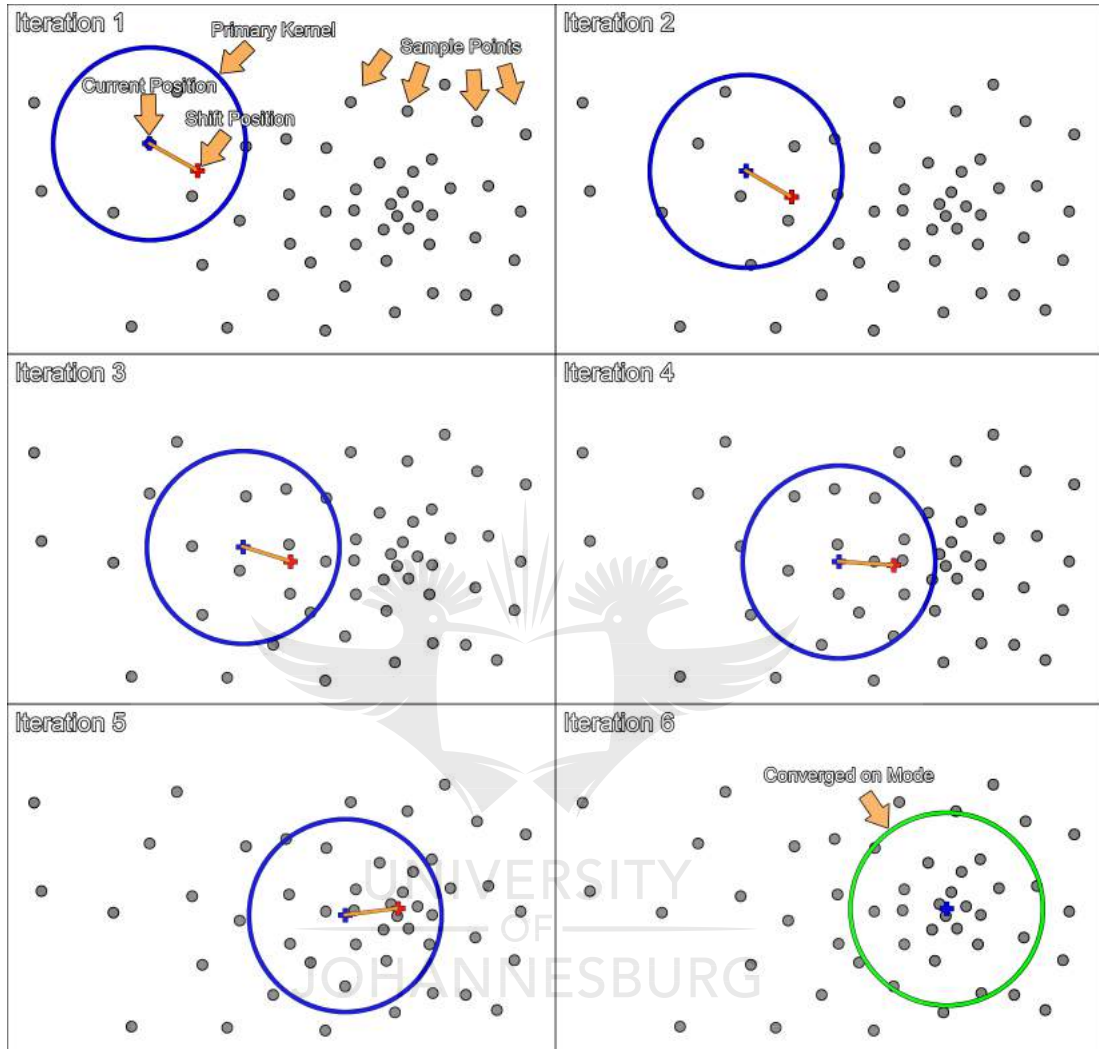 Iteration 1
Primary Kernel
Sample Points
Current Position
Shift Position
Iteration 2
Iteration 3
Iteration 4
Iteration 5
Iteration 6
Converged on Mode
UNIVERSITY
OF
JOHANNESBURG